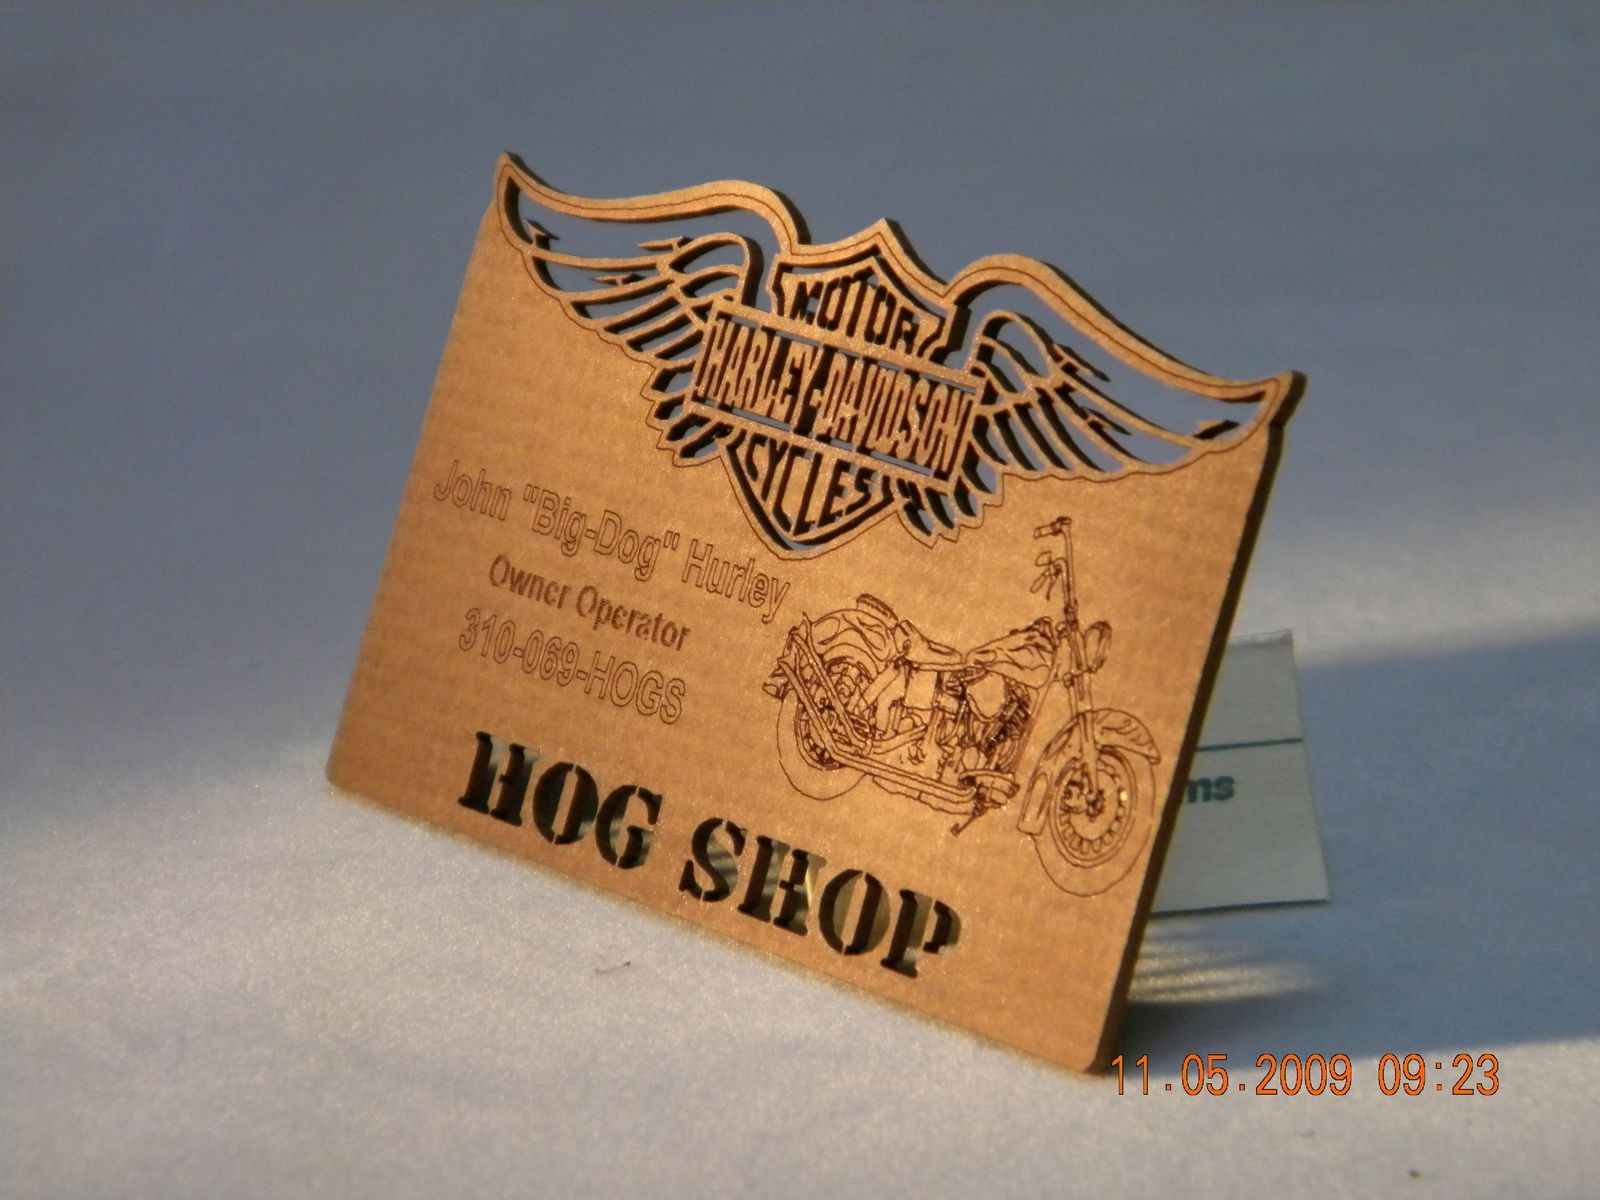 MOTOR
HARLEY-DAVIDSON
CYCLES
John "Big-Dog" Hurley
Owner Operator
310-069-HOGS
HOG SHOP
ms
11.05.2009 09:23